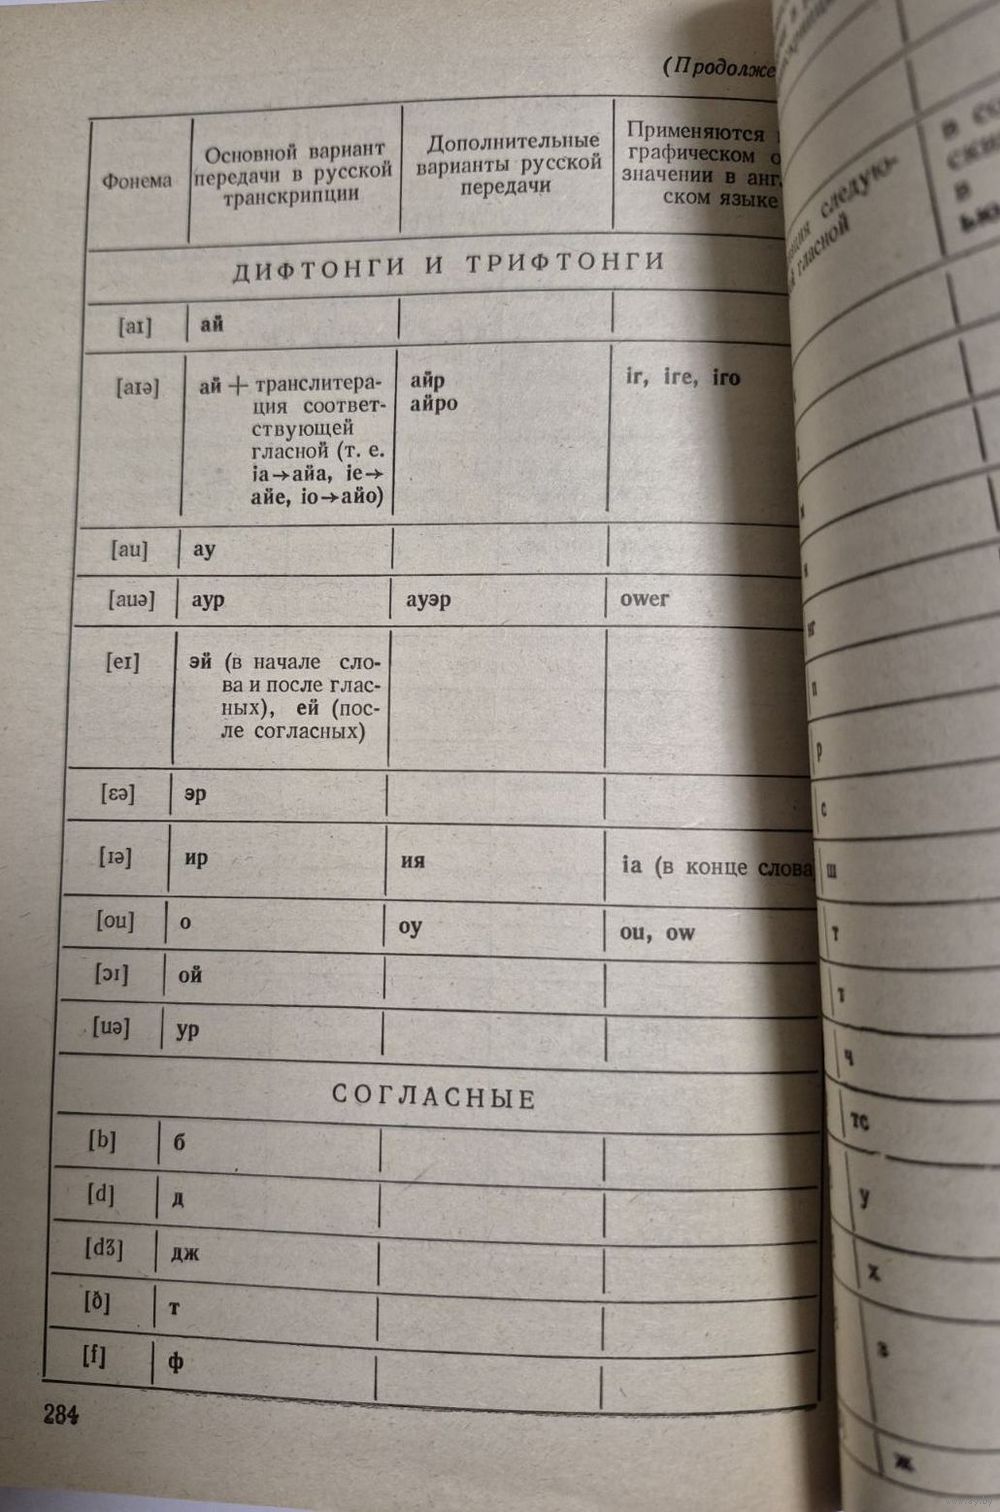 (Продолже
Фонема
Основной вариант
передачи в русской
транскрипции
Дополнительные
варианты русской
передачи
Применяются
графическом о
значении в анг
ском языке
ДИФТОНГИ И ТРИФТОНГИ
[aɪ] ай
[aɪə] ай + транслитера-
ция соответ-
ствующей
гласной (т. е.
ia→айа, ie→
айе, io→айо)
айр
айро
ir, ire, iro
[au] ау
[auə] аур ауэр ower
[eɪ] эй (в начале сло-
ва и после глас-
ных), ей (пос-
ле согласных)
[ɛə] эр
[ɪə] ир ия ia (в конце слова
[ou] о оу ou, ow
[ɔɪ] ой
[uə] ур
СОГЛАСНЫЕ
[b] б
[d] д
[dʒ] дж
[ð] т
[f] ф
284
следую-
гласной
в
п
р
с
ш
т
т
ч
тс
у
х
з
ж